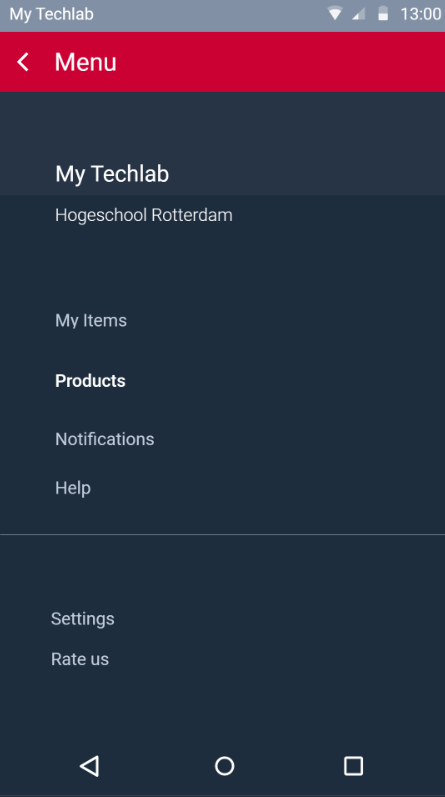 My Techlab 13:00
Menu
My Techlab
Hogeschool Rotterdam
My Items
Products
Notifications
Help
Settings
Rate us